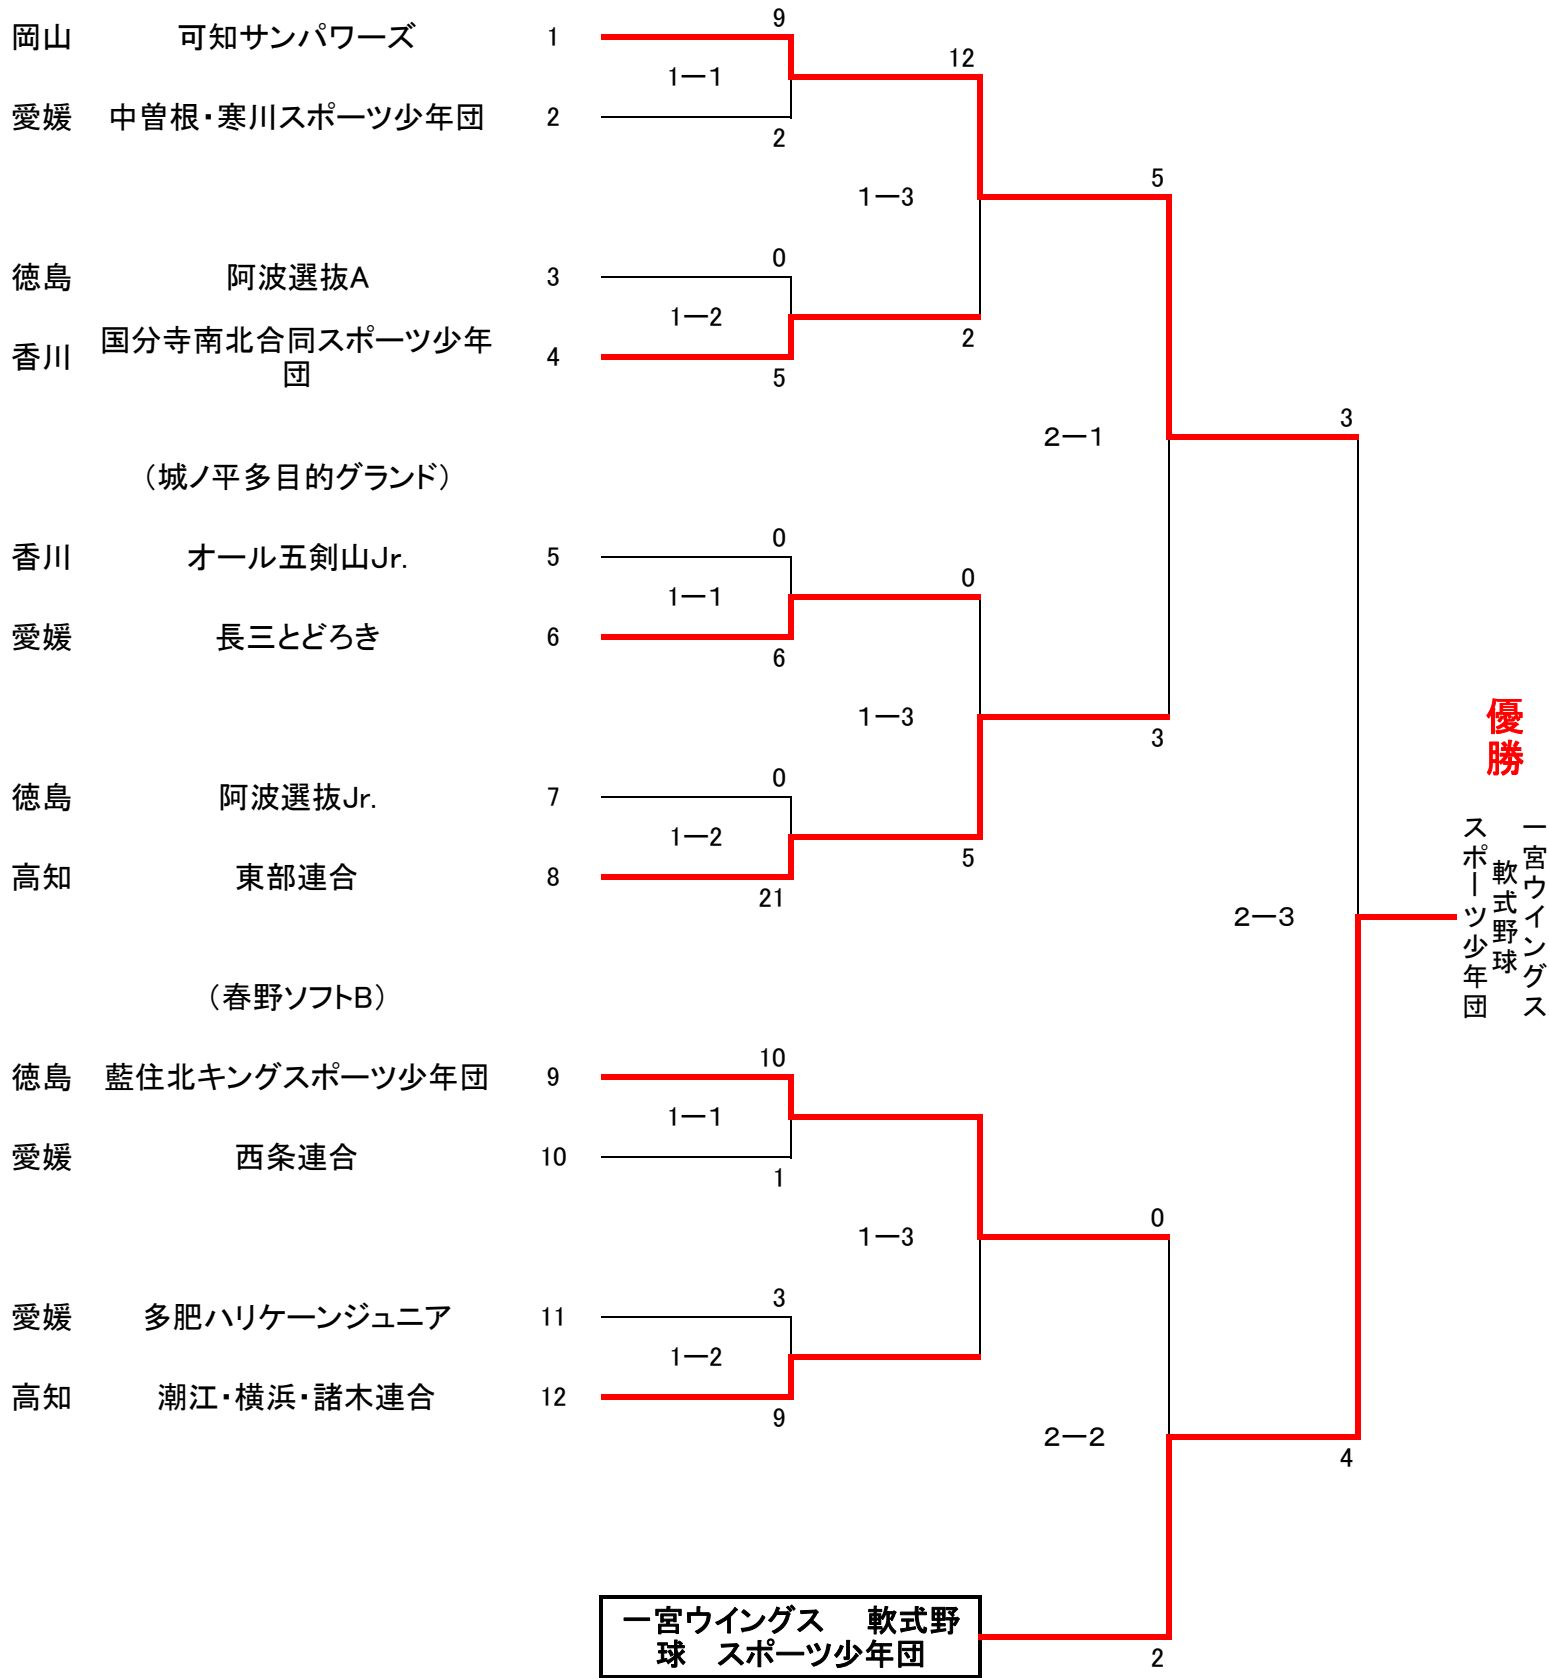 9
岡山 可知サンパワーズ 1
12
1ー1
愛媛 中曽根・寒川スポーツ少年団 2
2
5
1ー3
0
徳島 阿波選抜A 3
1ー2
国分寺南北合同スポーツ少年
団
香川 4
2
5
3
2ー1
（城ノ平多目的グランド）
0
香川 オール五剣山Jr. 5
0
1ー1
愛媛 長三とどろき 6
6
1ー3
3
優勝
0
徳島 阿波選抜Jr. 7
1ー2
5
高知 東部連合 8
21
2ー3
一宮ウイングス
軟式野球
スポーツ少年団
（春野ソフトB）
10
徳島 藍住北キングスポーツ少年団 9
1ー1
愛媛 西条連合 10
1
0
1ー3
3
愛媛 多肥ハリケーンジュニア 11
1ー2
高知 潮江・横浜・諸木連合 12
9
2ー2
4
一宮ウイングス 軟式野
球 スポーツ少年団
2